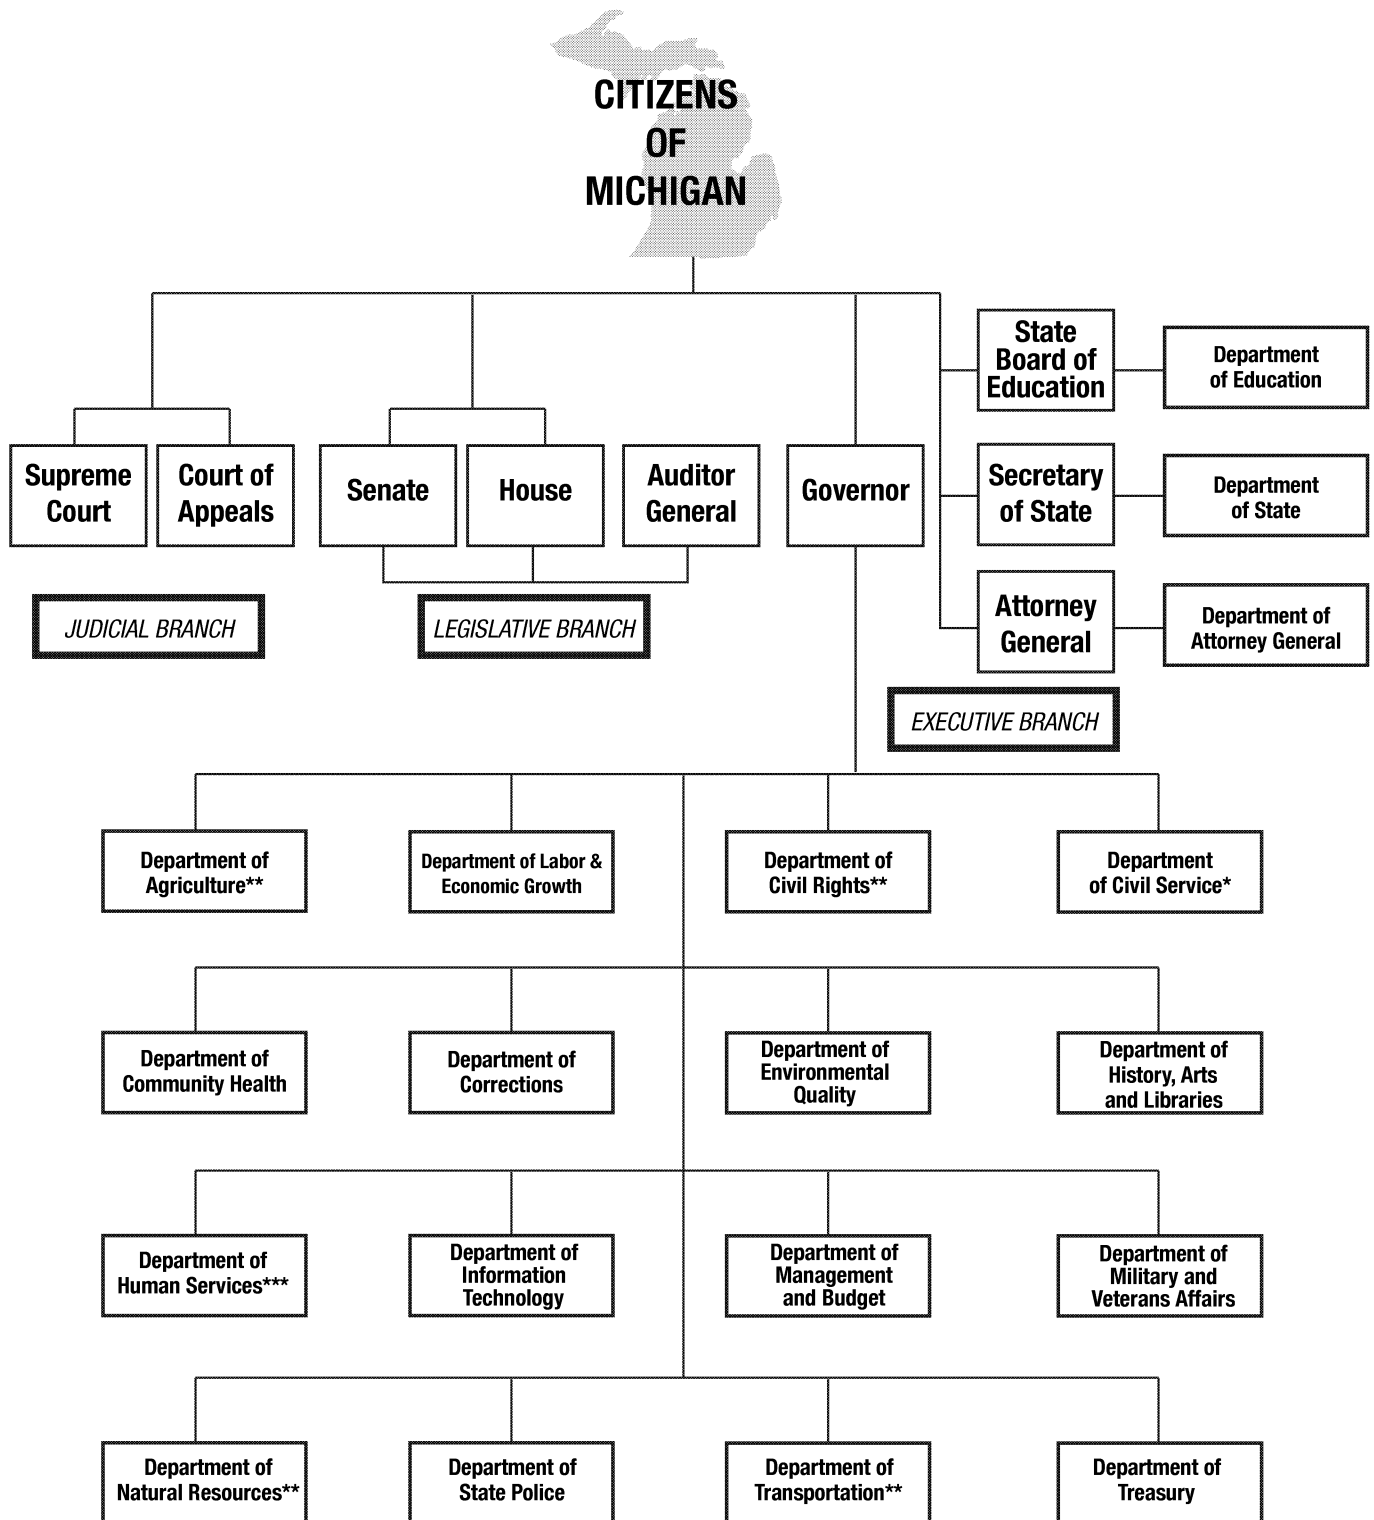 CITIZENS
OF
MICHIGAN
State
Board of
Education
Department
of Education
Supreme
Court
Court of
Appeals
Senate
House
Auditor
General
Governor
Secretary
of State
Department
of State
Attorney
General
Department of
Attorney General
JUDICIAL BRANCH
LEGISLATIVE BRANCH
EXECUTIVE BRANCH
Department of
Agriculture**
Department of Labor &
Economic Growth
Department of
Civil Rights**
Department
of Civil Service*
Department of
Community Health
Department of
Corrections
Department of
Environmental
Quality
Department of
History, Arts
and Libraries
Department of
Human Services***
Department of
Information
Technology
Department of
Management
and Budget
Department of
Military and
Veterans Affairs
Department of
Natural Resources**
Department of
State Police
Department of
Transportation**
Department of
Treasury